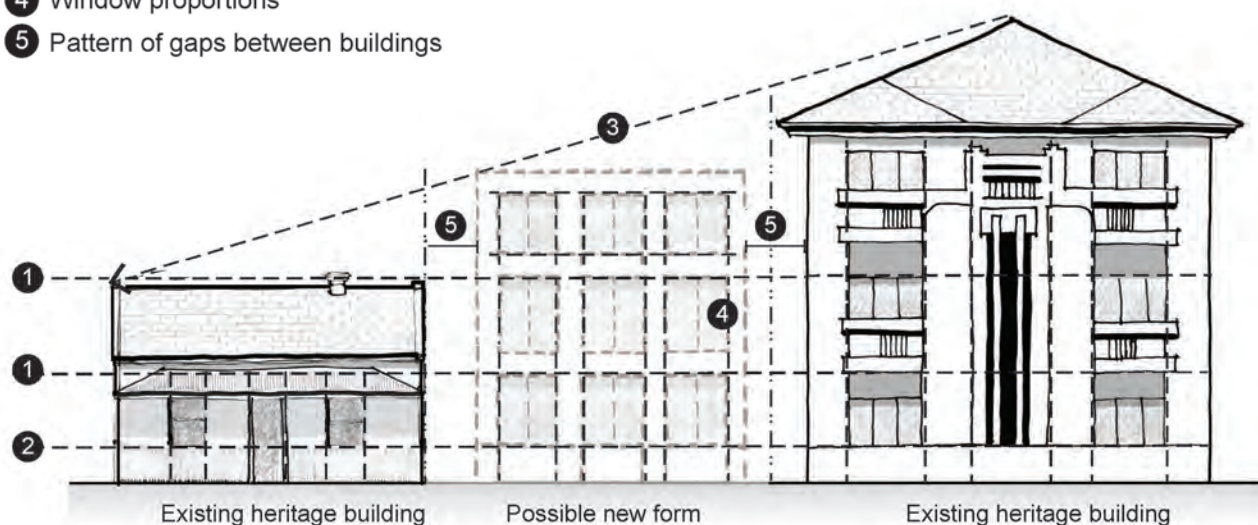 4 Window proportions
5 Pattern of gaps between buildings
3
5
5
1
4
1
2
Existing heritage building
Possible new form
Existing heritage building